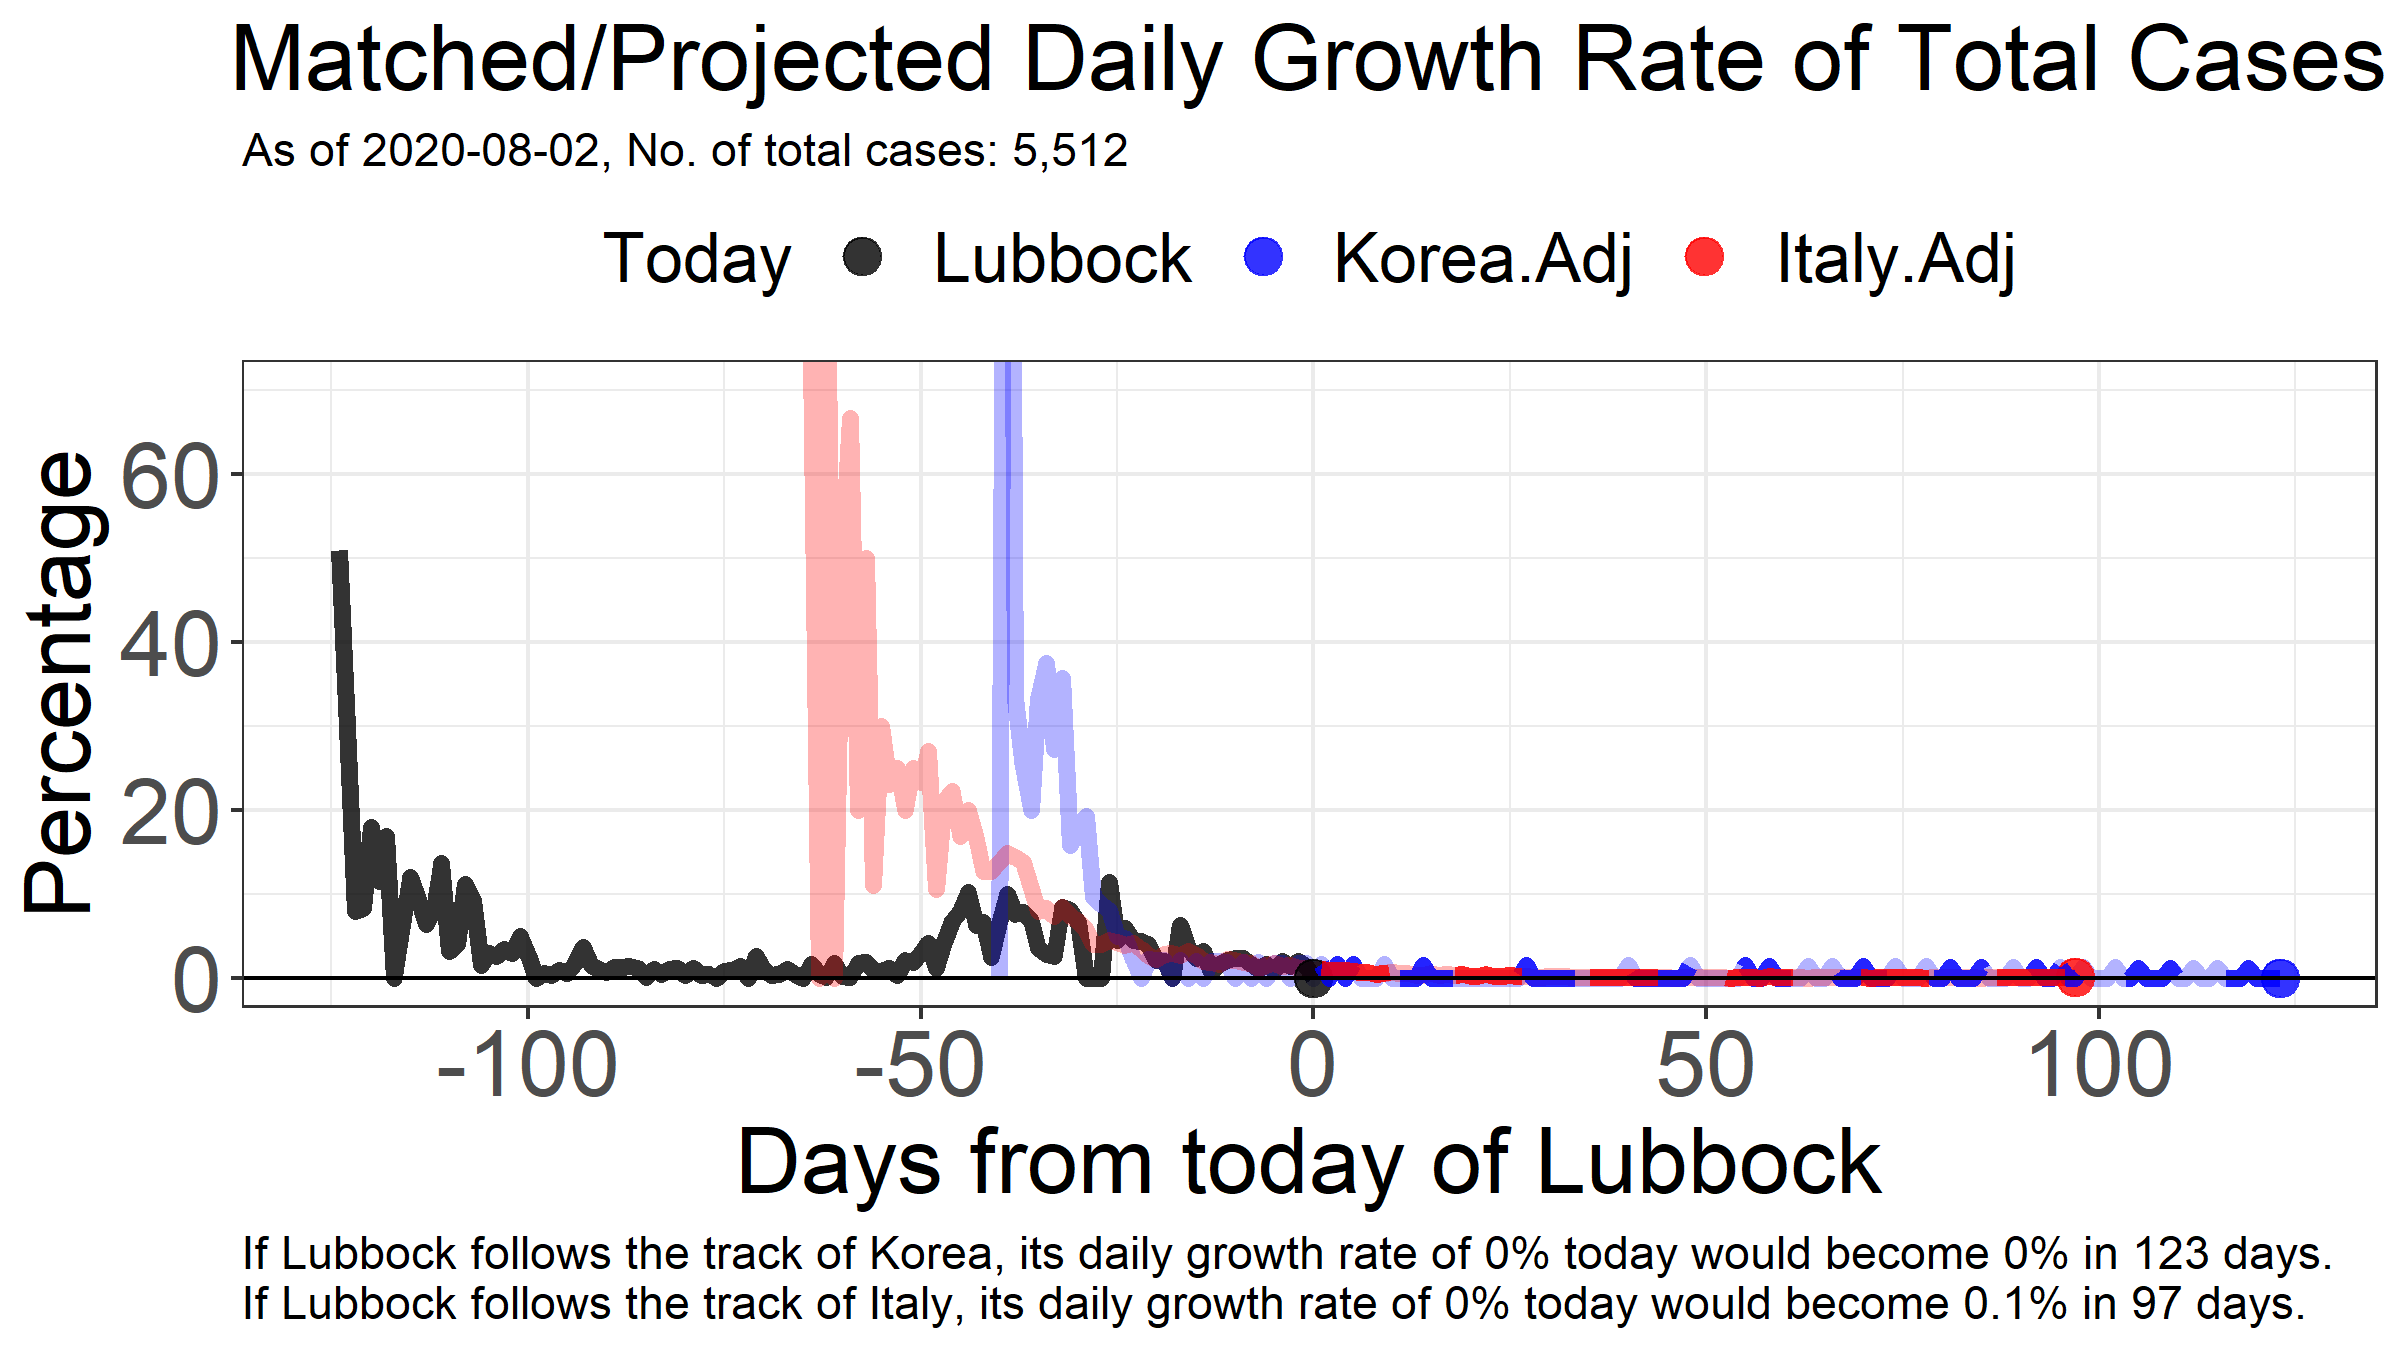 Matched/Projected Daily Growth Rate of Total Cases
As of 2020-08-02, No. of total cases: 5,512
Today Lubbock Korea.Adj Italy.Adj
Percentage
60
40
20
0
-100 -50 0 50 100
Days from today of Lubbock
If Lubbock follows the track of Korea, its daily growth rate of 0% today would become 0% in 123 days.
If Lubbock follows the track of Italy, its daily growth rate of 0% today would become 0.1% in 97 days.